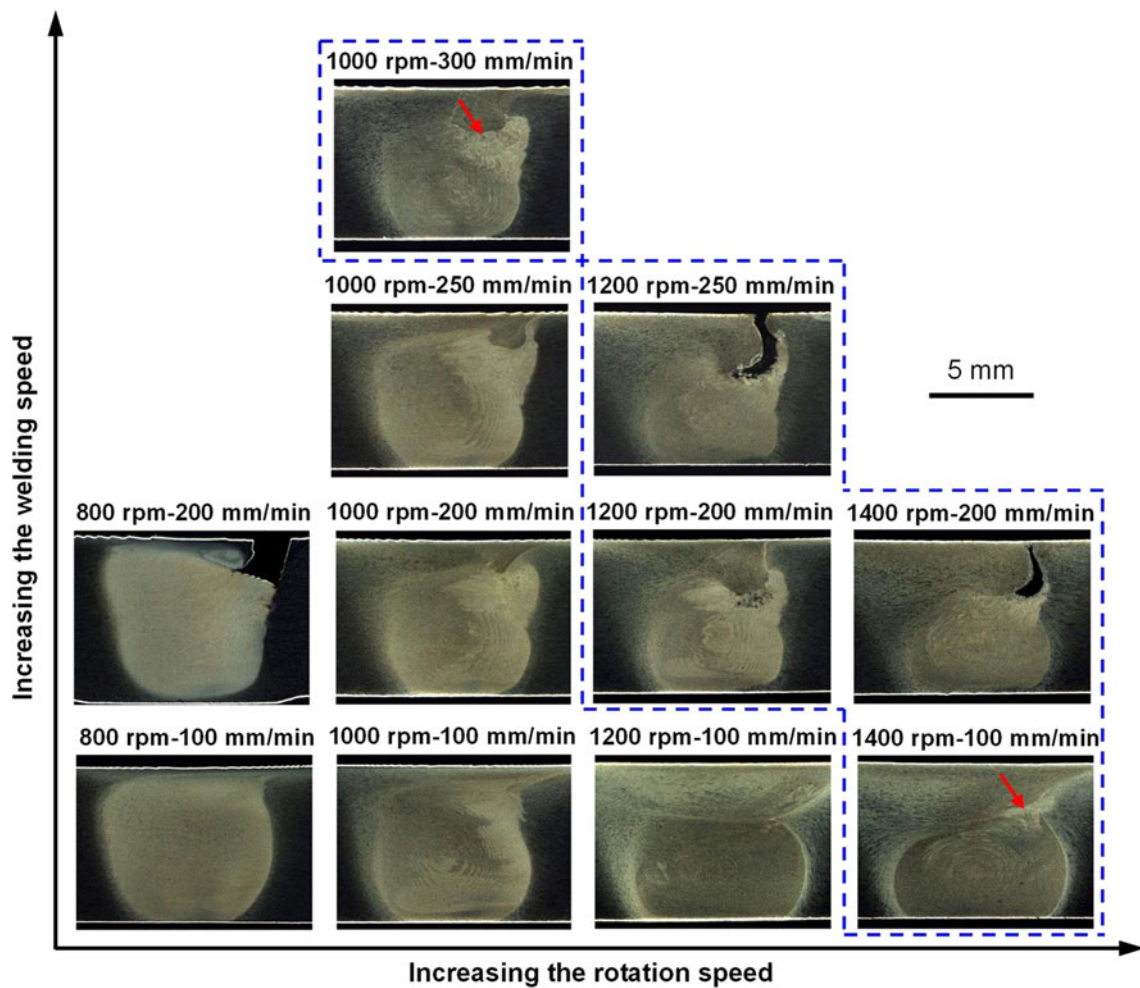 1000 rpm-300 mm/min
1000 rpm-250 mm/min
1200 rpm-250 mm/min
5 mm
800 rpm-200 mm/min
1000 rpm-200 mm/min
1200 rpm-200 mm/min
1400 rpm-200 mm/min
800 rpm-100 mm/min
1000 rpm-100 mm/min
1200 rpm-100 mm/min
1400 rpm-100 mm/min
Increasing the welding speed
Increasing the rotation speed